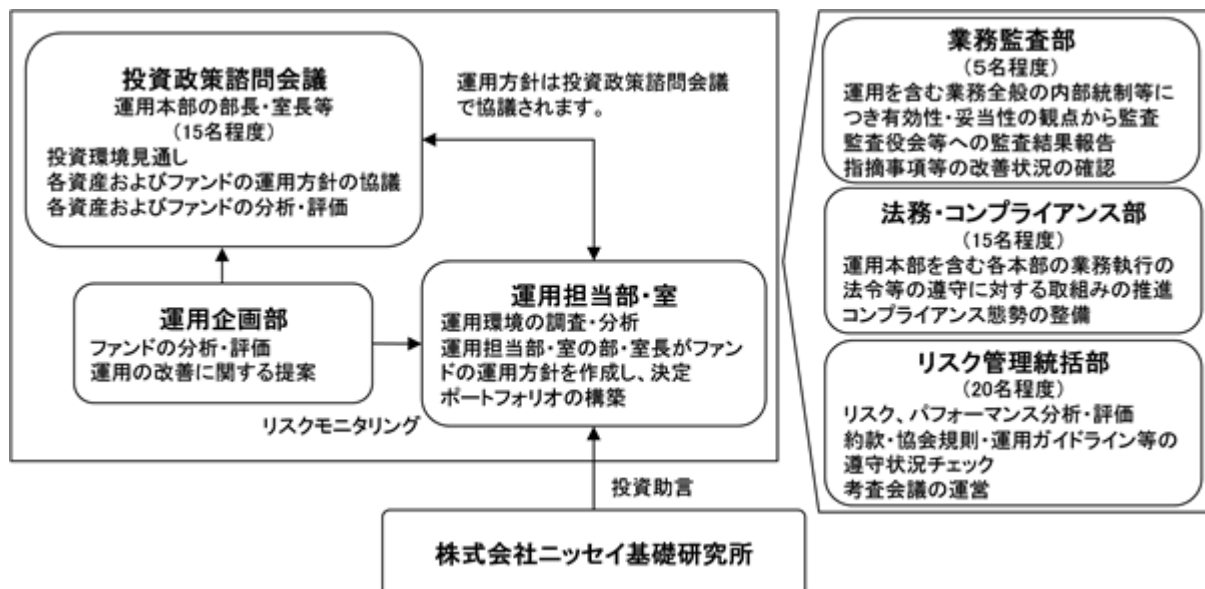 投資政策諮問会議
運用本部の部長・室長等
(15名程度)
投資環境見通し
各資産およびファンドの運用方針の協議
各資産およびファンドの分析・評価
運用方針は投資政策諮問会議
で協議されます。
運用企画部
ファンドの分析・評価
運用の改善に関する提案
運用担当部・室
運用環境の調査・分析
運用担当部・室の部・室長がファン
ドの運用方針を作成し、決定
ポートフォリオの構築
リスクモニタリング
投資助言
株式会社ニッセイ基礎研究所
業務監査部
(5名程度)
運用を含む業務全般の内部統制等に
つき有効性・妥当性の観点から監査
監査役会等への監査結果報告
指摘事項等の改善状況の確認
法務・コンプライアンス部
(15名程度)
運用本部を含む各本部の業務執行の
法令等の遵守に対する取組みの推進
コンプライアンス態勢の整備
リスク管理統括部
(20名程度)
リスク、パフォーマンス分析・評価
約款・協会規則・運用ガイドライン等の
遵守状況チェック
考査会議の運営